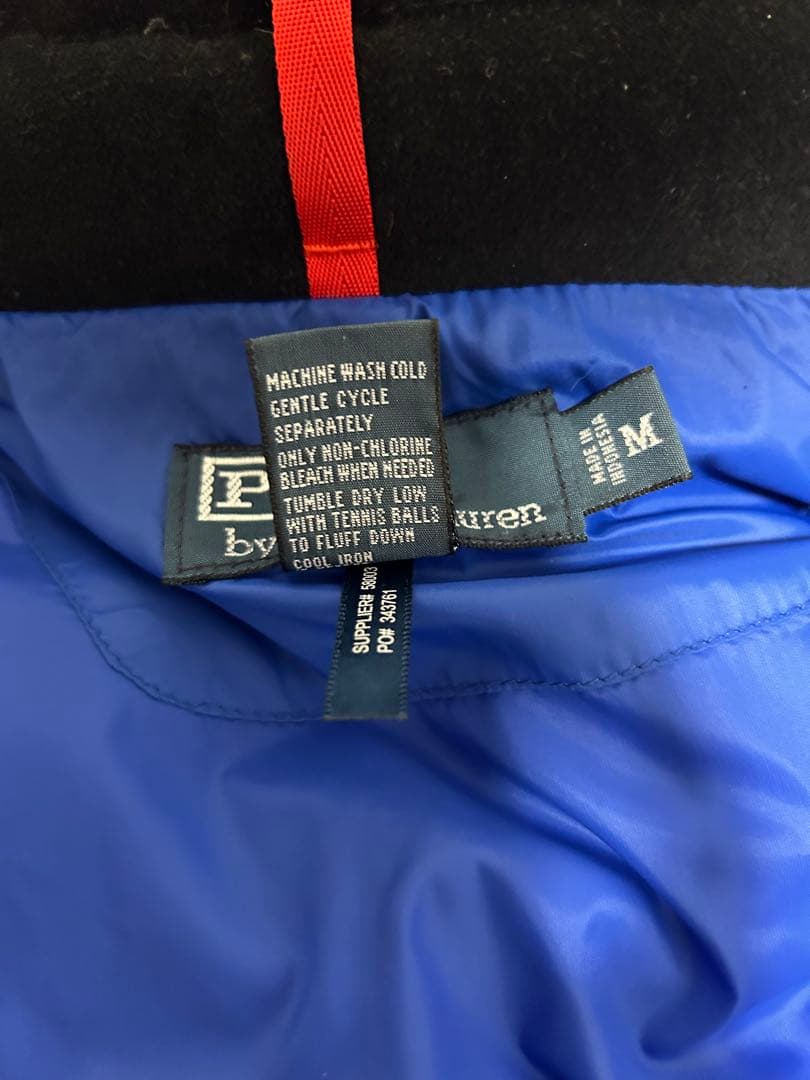 MACHINE WASH COLD
GENTLE CYCLE
SEPARATELY
ONLY NON-CHLORINE
BLEACH WHEN NEEDED
TUMBLE DRY LOW
WITH TENNIS BALLS
TO FLUFF DOWN
COOL IRON
P
by uren
MADE IN
INDONESIA
M
SUPPLIER# 58003
PO# 343761